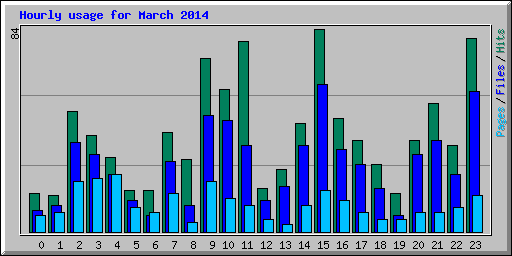 Hourly usage for March 2014
84
Pages / Files / Hits
0 1 2 3 4 5 6 7 8 9 10 11 12 13 14 15 16 17 18 19 20 21 22 23